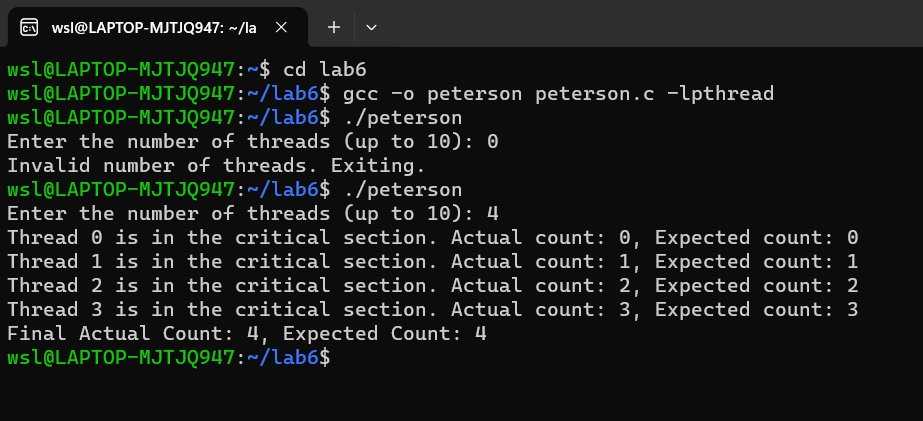 wsl@LAPTOP-MJTJQ947: ~/la
wsl@LAPTOP-MJTJQ947:~$ cd lab6
wsl@LAPTOP-MJTJQ947:~/lab6$ gcc -o peterson peterson.c -lpthread
wsl@LAPTOP-MJTJQ947:~/lab6$ ./peterson
Enter the number of threads (up to 10): 0
Invalid number of threads. Exiting.
wsl@LAPTOP-MJTJQ947:~/lab6$ ./peterson
Enter the number of threads (up to 10): 4
Thread 0 is in the critical section. Actual count: 0, Expected count: 0
Thread 1 is in the critical section. Actual count: 1, Expected count: 1
Thread 2 is in the critical section. Actual count: 2, Expected count: 2
Thread 3 is in the critical section. Actual count: 3, Expected count: 3
Final Actual Count: 4, Expected Count: 4
wsl@LAPTOP-MJTJQ947:~/lab6$